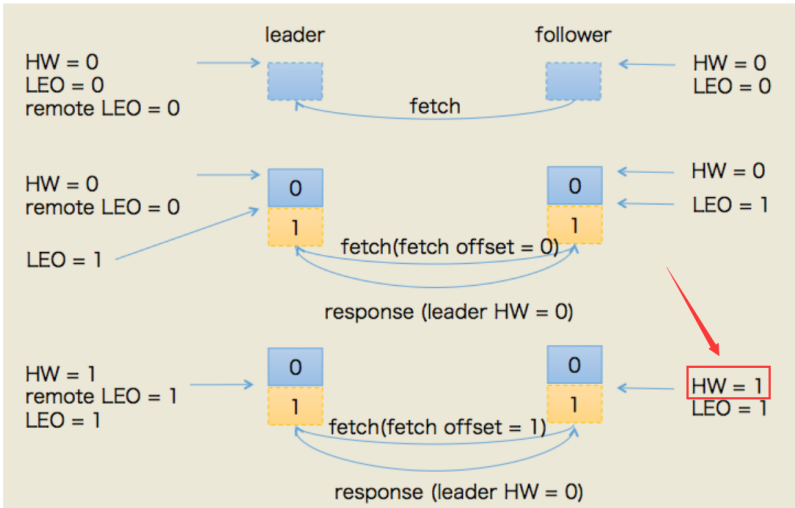 leader
follower
HW = 0
LEO = 0
remote LEO = 0
HW = 0
LEO = 0
fetch
HW = 0
remote LEO = 0
LEO = 1
0
1
0
1
HW = 0
LEO = 1
fetch(fetch offset = 0)
response (leader HW = 0)
HW = 1
remote LEO = 1
LEO = 1
0
1
0
1
HW = 1
LEO = 1
fetch(fetch offset = 1)
response (leader HW = 0)